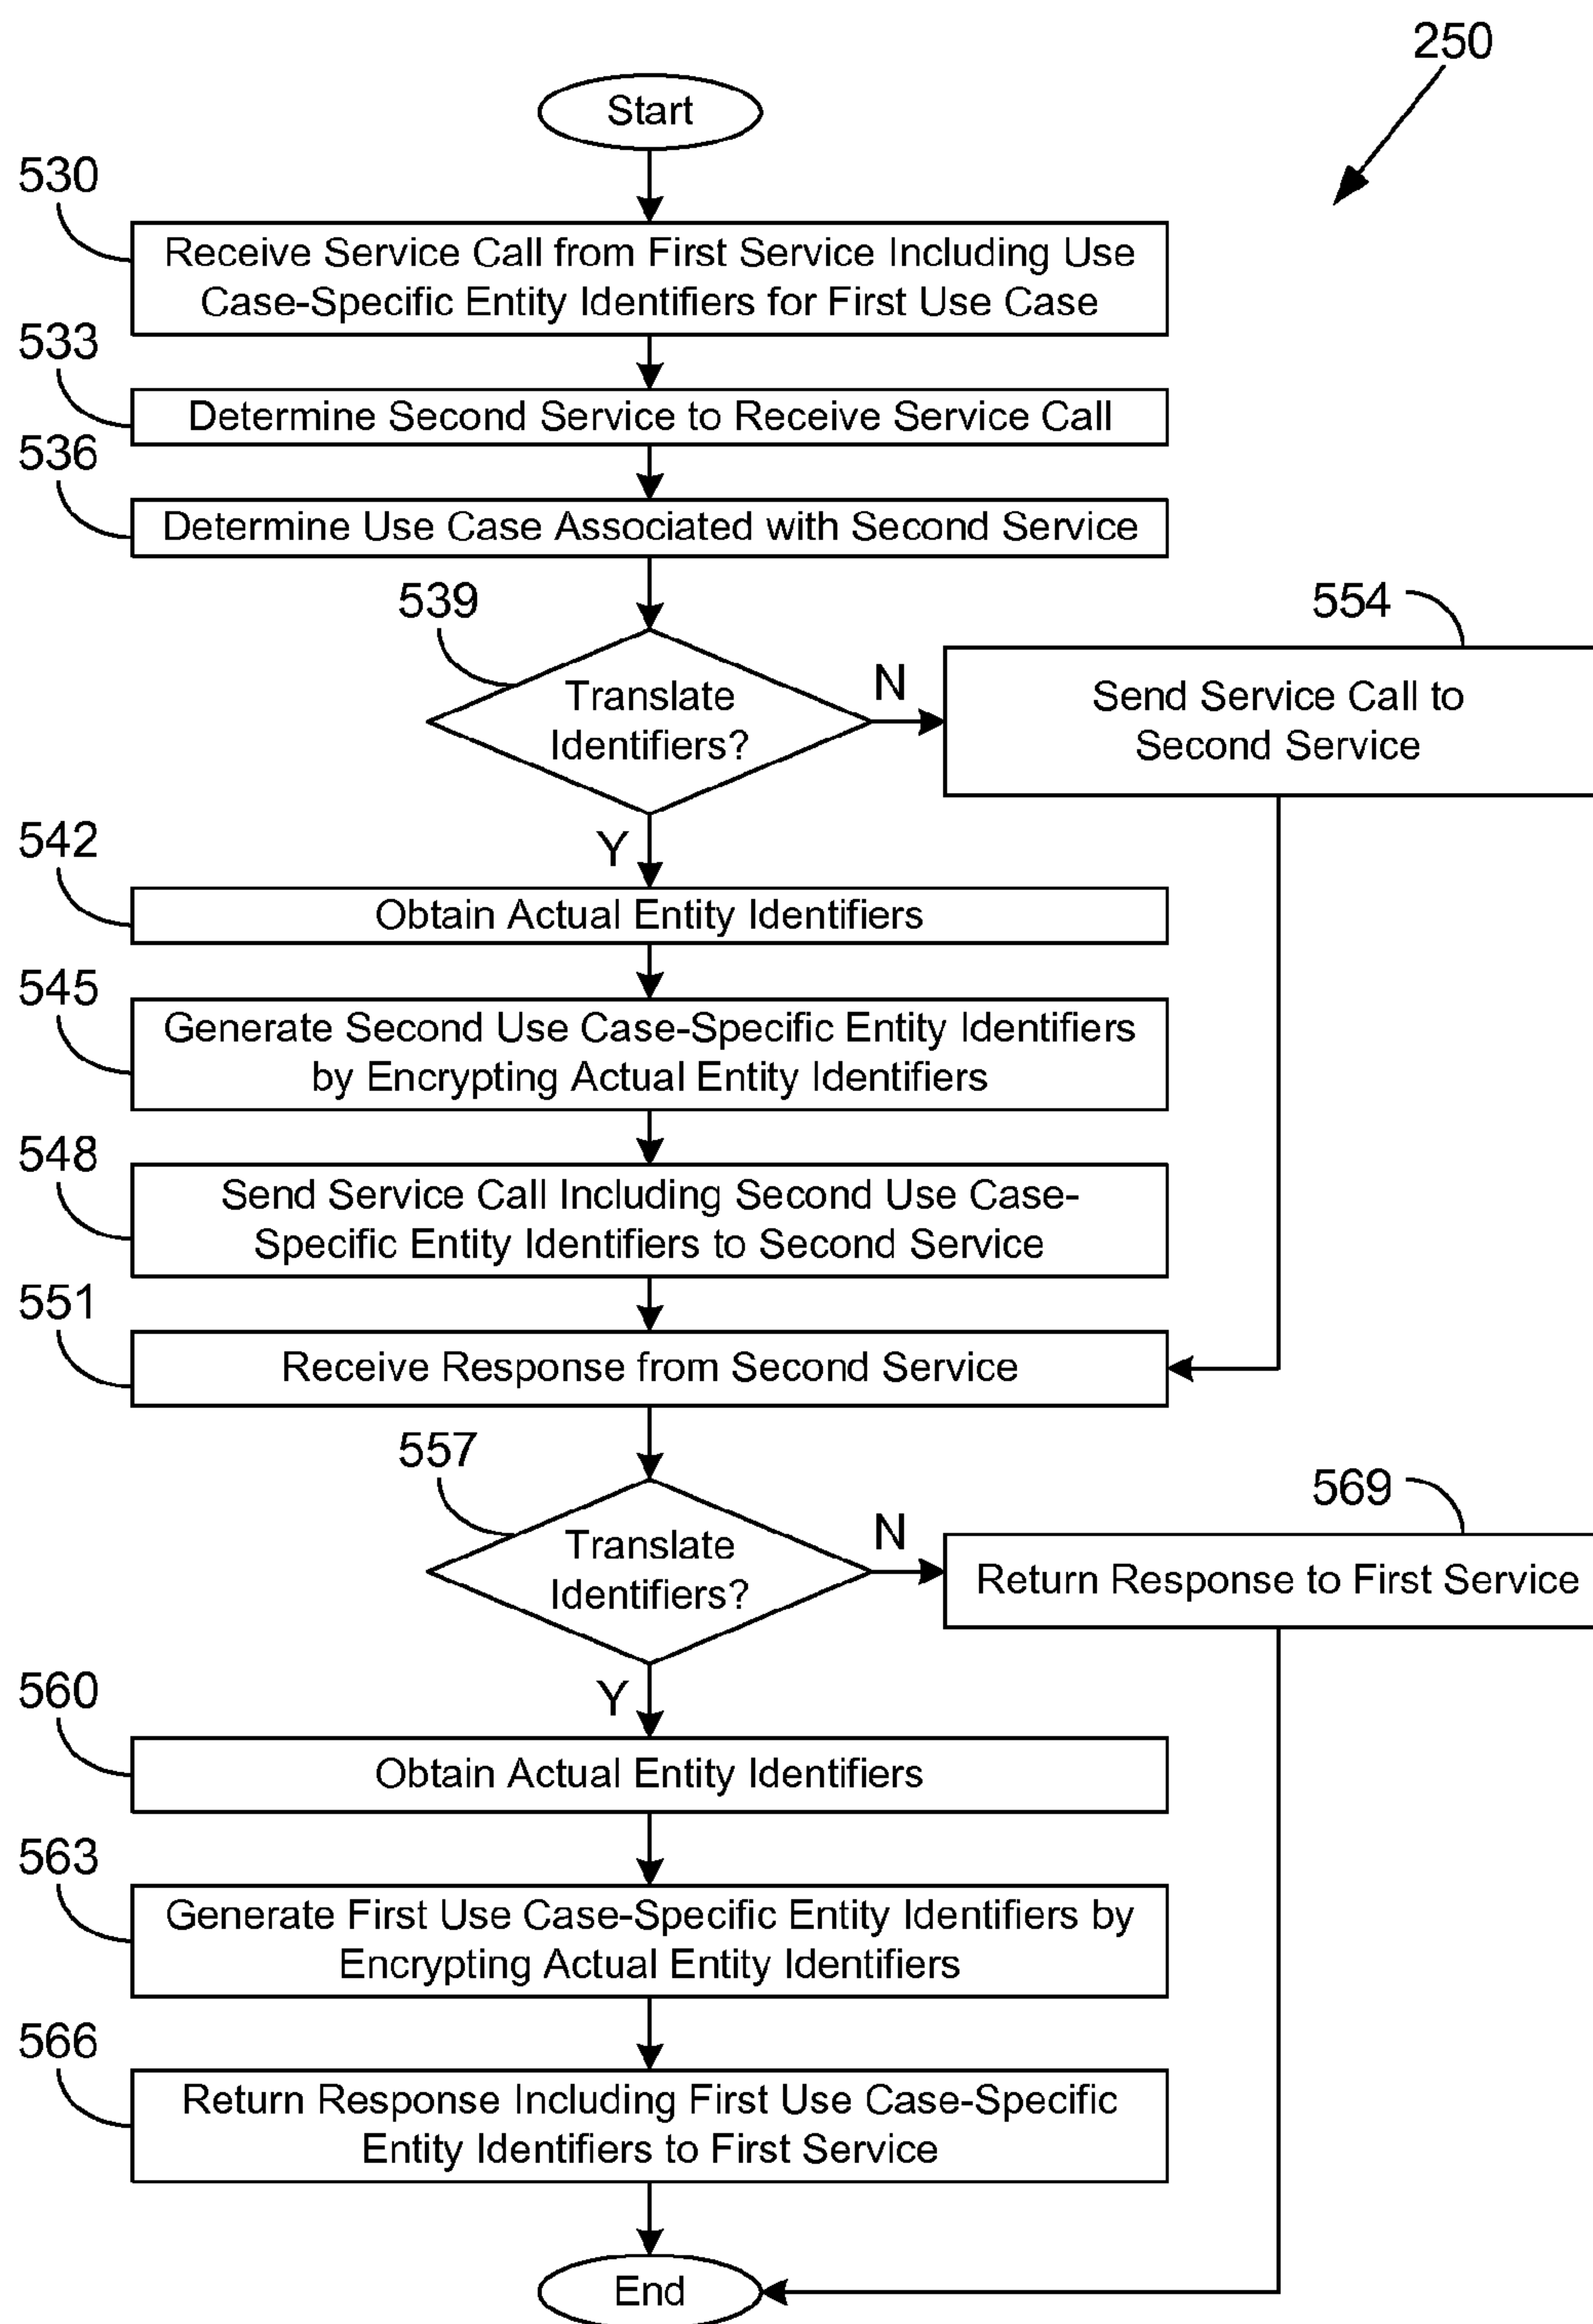 250
Start
530
Receive Service Call from First Service Including Use
Case-Specific Entity Identifiers for First Use Case
533
Determine Second Service to Receive Service Call
536
Determine Use Case Associated with Second Service
539
Translate
Identifiers?
N
554
Send Service Call to
Second Service
Y
542
Obtain Actual Entity Identifiers
545
Generate Second Use Case-Specific Entity Identifiers
by Encrypting Actual Entity Identifiers
548
Send Service Call Including Second Use Case-
Specific Entity Identifiers to Second Service
551
Receive Response from Second Service
557
Translate
Identifiers?
N
569
Return Response to First Service
Y
560
Obtain Actual Entity Identifiers
563
Generate First Use Case-Specific Entity Identifiers by
Encrypting Actual Entity Identifiers
566
Return Response Including First Use Case-Specific
Entity Identifiers to First Service
End